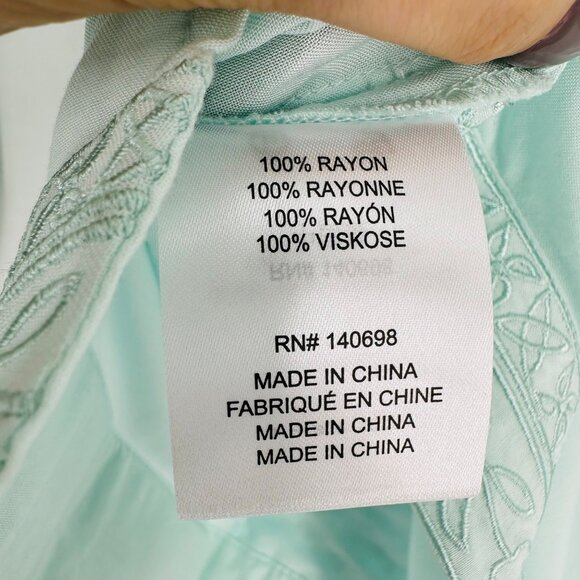 100% RAYON
100% RAYONNE
100% RAYÓN
100% VISKOSE
RN# 140698
MADE IN CHINA
FABRIQUÉ EN CHINE
MADE IN CHINA
MADE IN CHINA